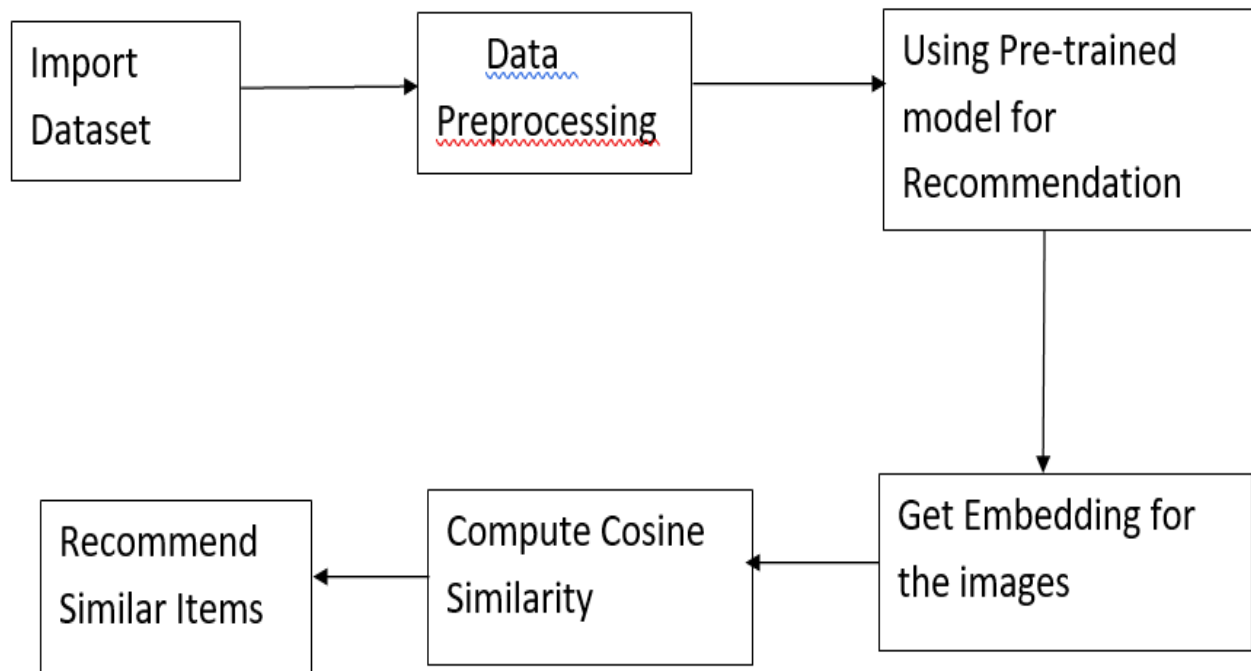 Import
Dataset
Data
Preprocessing
Using Pre-trained
model for
Recommendation
Get Embedding for
the images
Compute Cosine
Similarity
Recommend
Similar Items